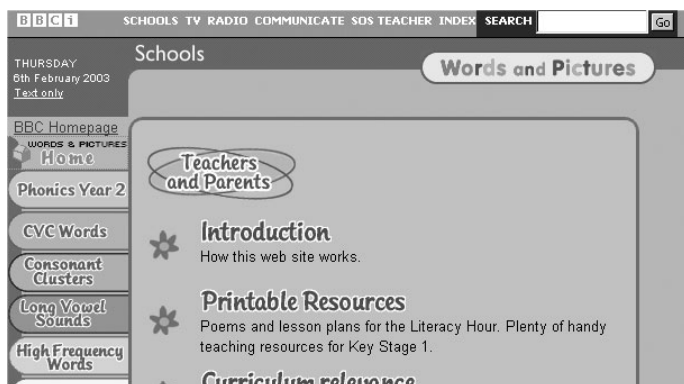 BBCi SCHOOLS TV RADIO COMMUNICATE SOS TEACHER INDEX SEARCH Go
THURSDAY
6th February 2003
Text only
Schools
Words and Pictures
BBC Homepage
WORDS & PICTURES
Home
Phonics Year 2
CVC Words
Consonant
Clusters
Long Vowel
Sounds
High Frequency
Words
Teachers
and Parents
Introduction
How this web site works.
Printable Resources
Poems and lesson plans for the Literacy Hour. Plenty of handy
teaching resources for Key Stage 1.
Curriculum relevance